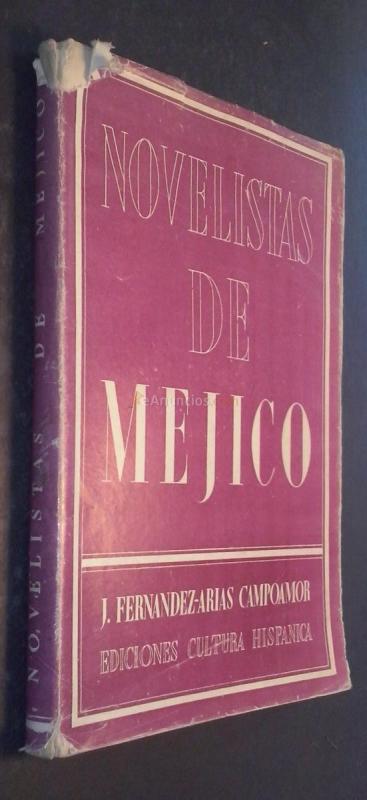 NOVELISTAS
DE
MEJICO
J. FERNANDEZ-ARIAS CAMPOAMOR
EDICIONES CULTURA HISPANICA
NOVELISTAS DE MEJICO